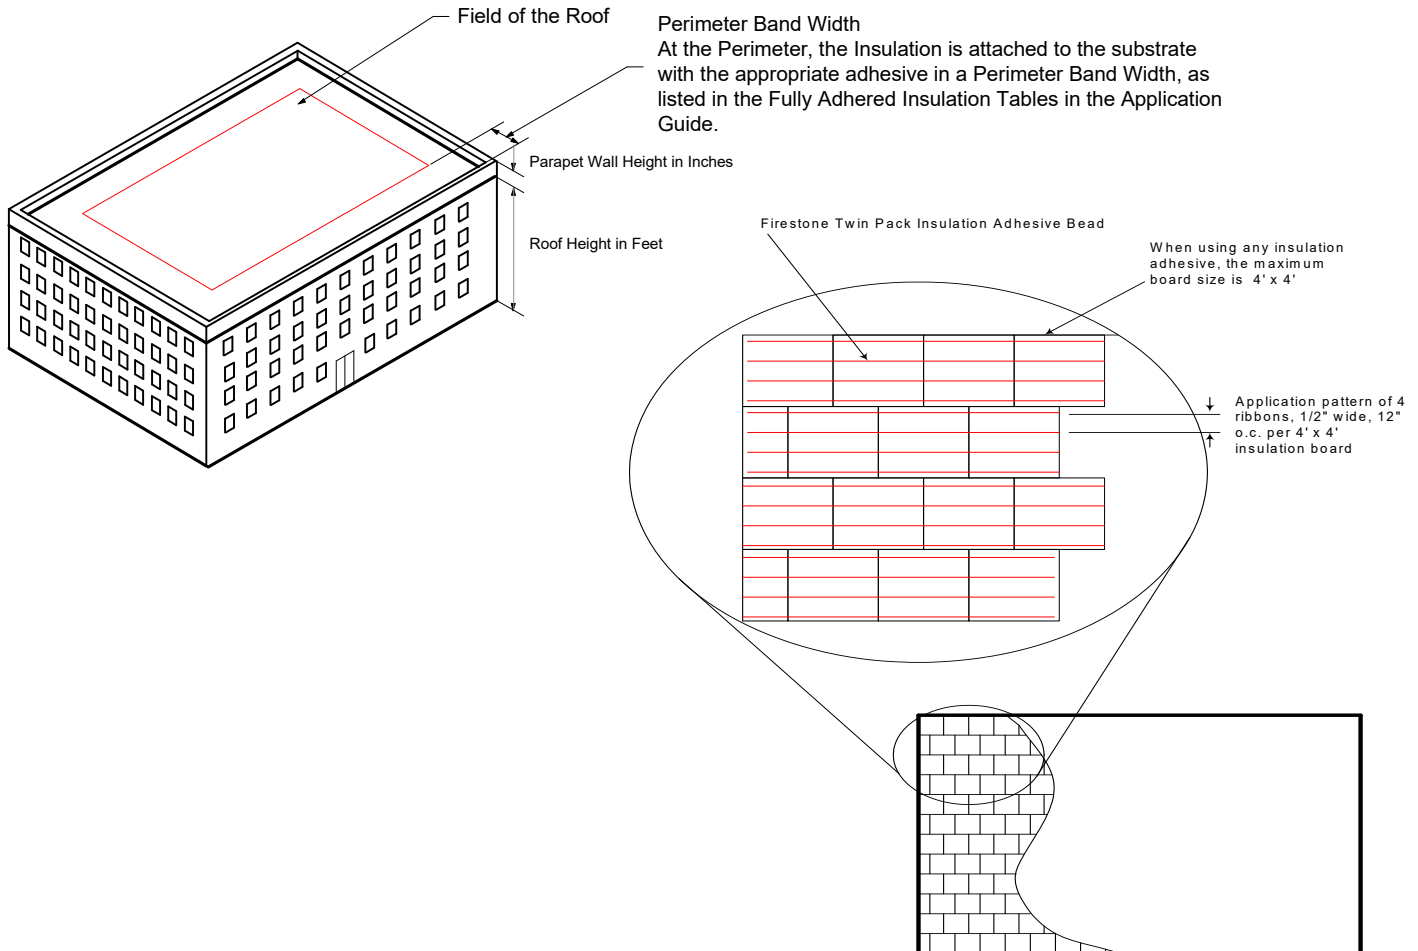 Field of the Roof
Perimeter Band Width
At the Perimeter, the Insulation is attached to the substrate
with the appropriate adhesive in a Perimeter Band Width, as
listed in the Fully Adhered Insulation Tables in the Application
Guide.
Parapet Wall Height in Inches
Roof Height in Feet
Firestone Twin Pack Insulation Adhesive Bead
When using any insulation
adhesive, the maximum
board size is 4' x 4'
Application pattern of 4
ribbons, 1/2" wide, 12"
o.c. per 4' x 4'
insulation board